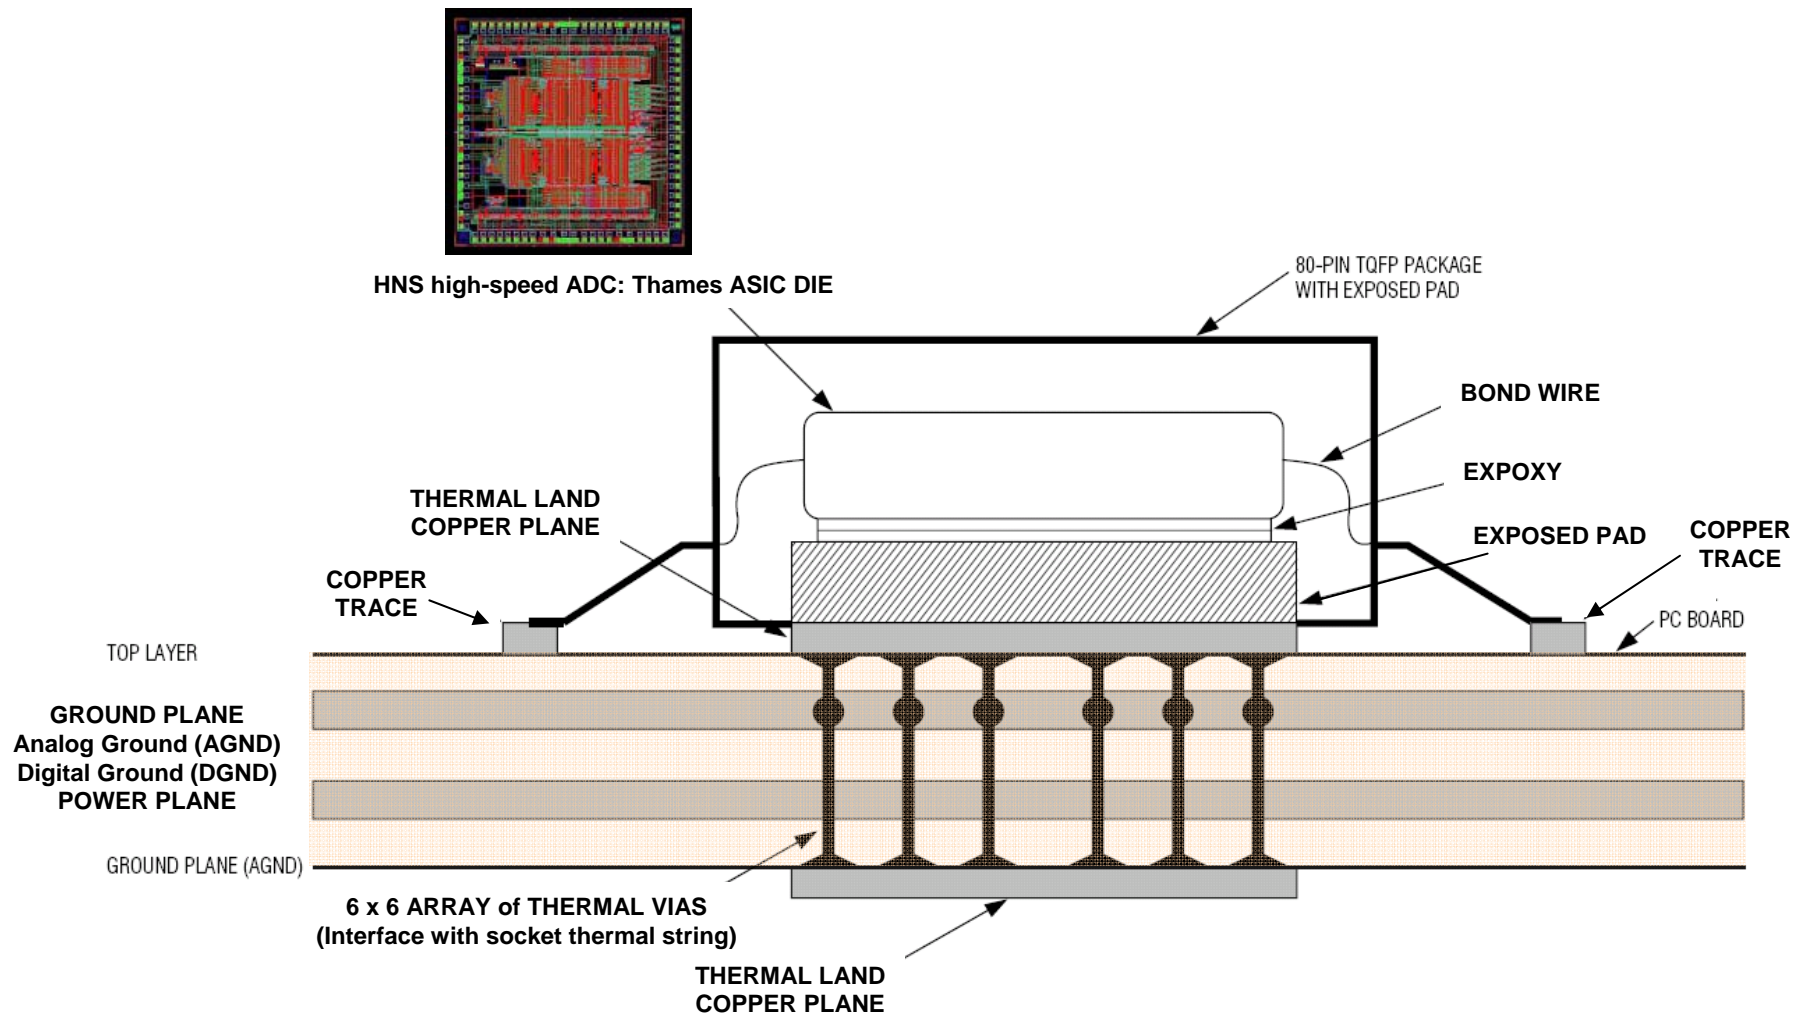 HNS high-speed ADC: Thames ASIC DIE
80-PIN TQFP PACKAGE
WITH EXPOSED PAD
BOND WIRE
EXPOXY
THERMAL LAND
COPPER PLANE
EXPOSED PAD
COPPER
TRACE
COPPER
TRACE
PC BOARD
TOP LAYER
GROUND PLANE
Analog Ground (AGND)
Digital Ground (DGND)
POWER PLANE
GROUND PLANE (AGND)
6 x 6 ARRAY of THERMAL VIAS
(Interface with socket thermal string)
THERMAL LAND
COPPER PLANE